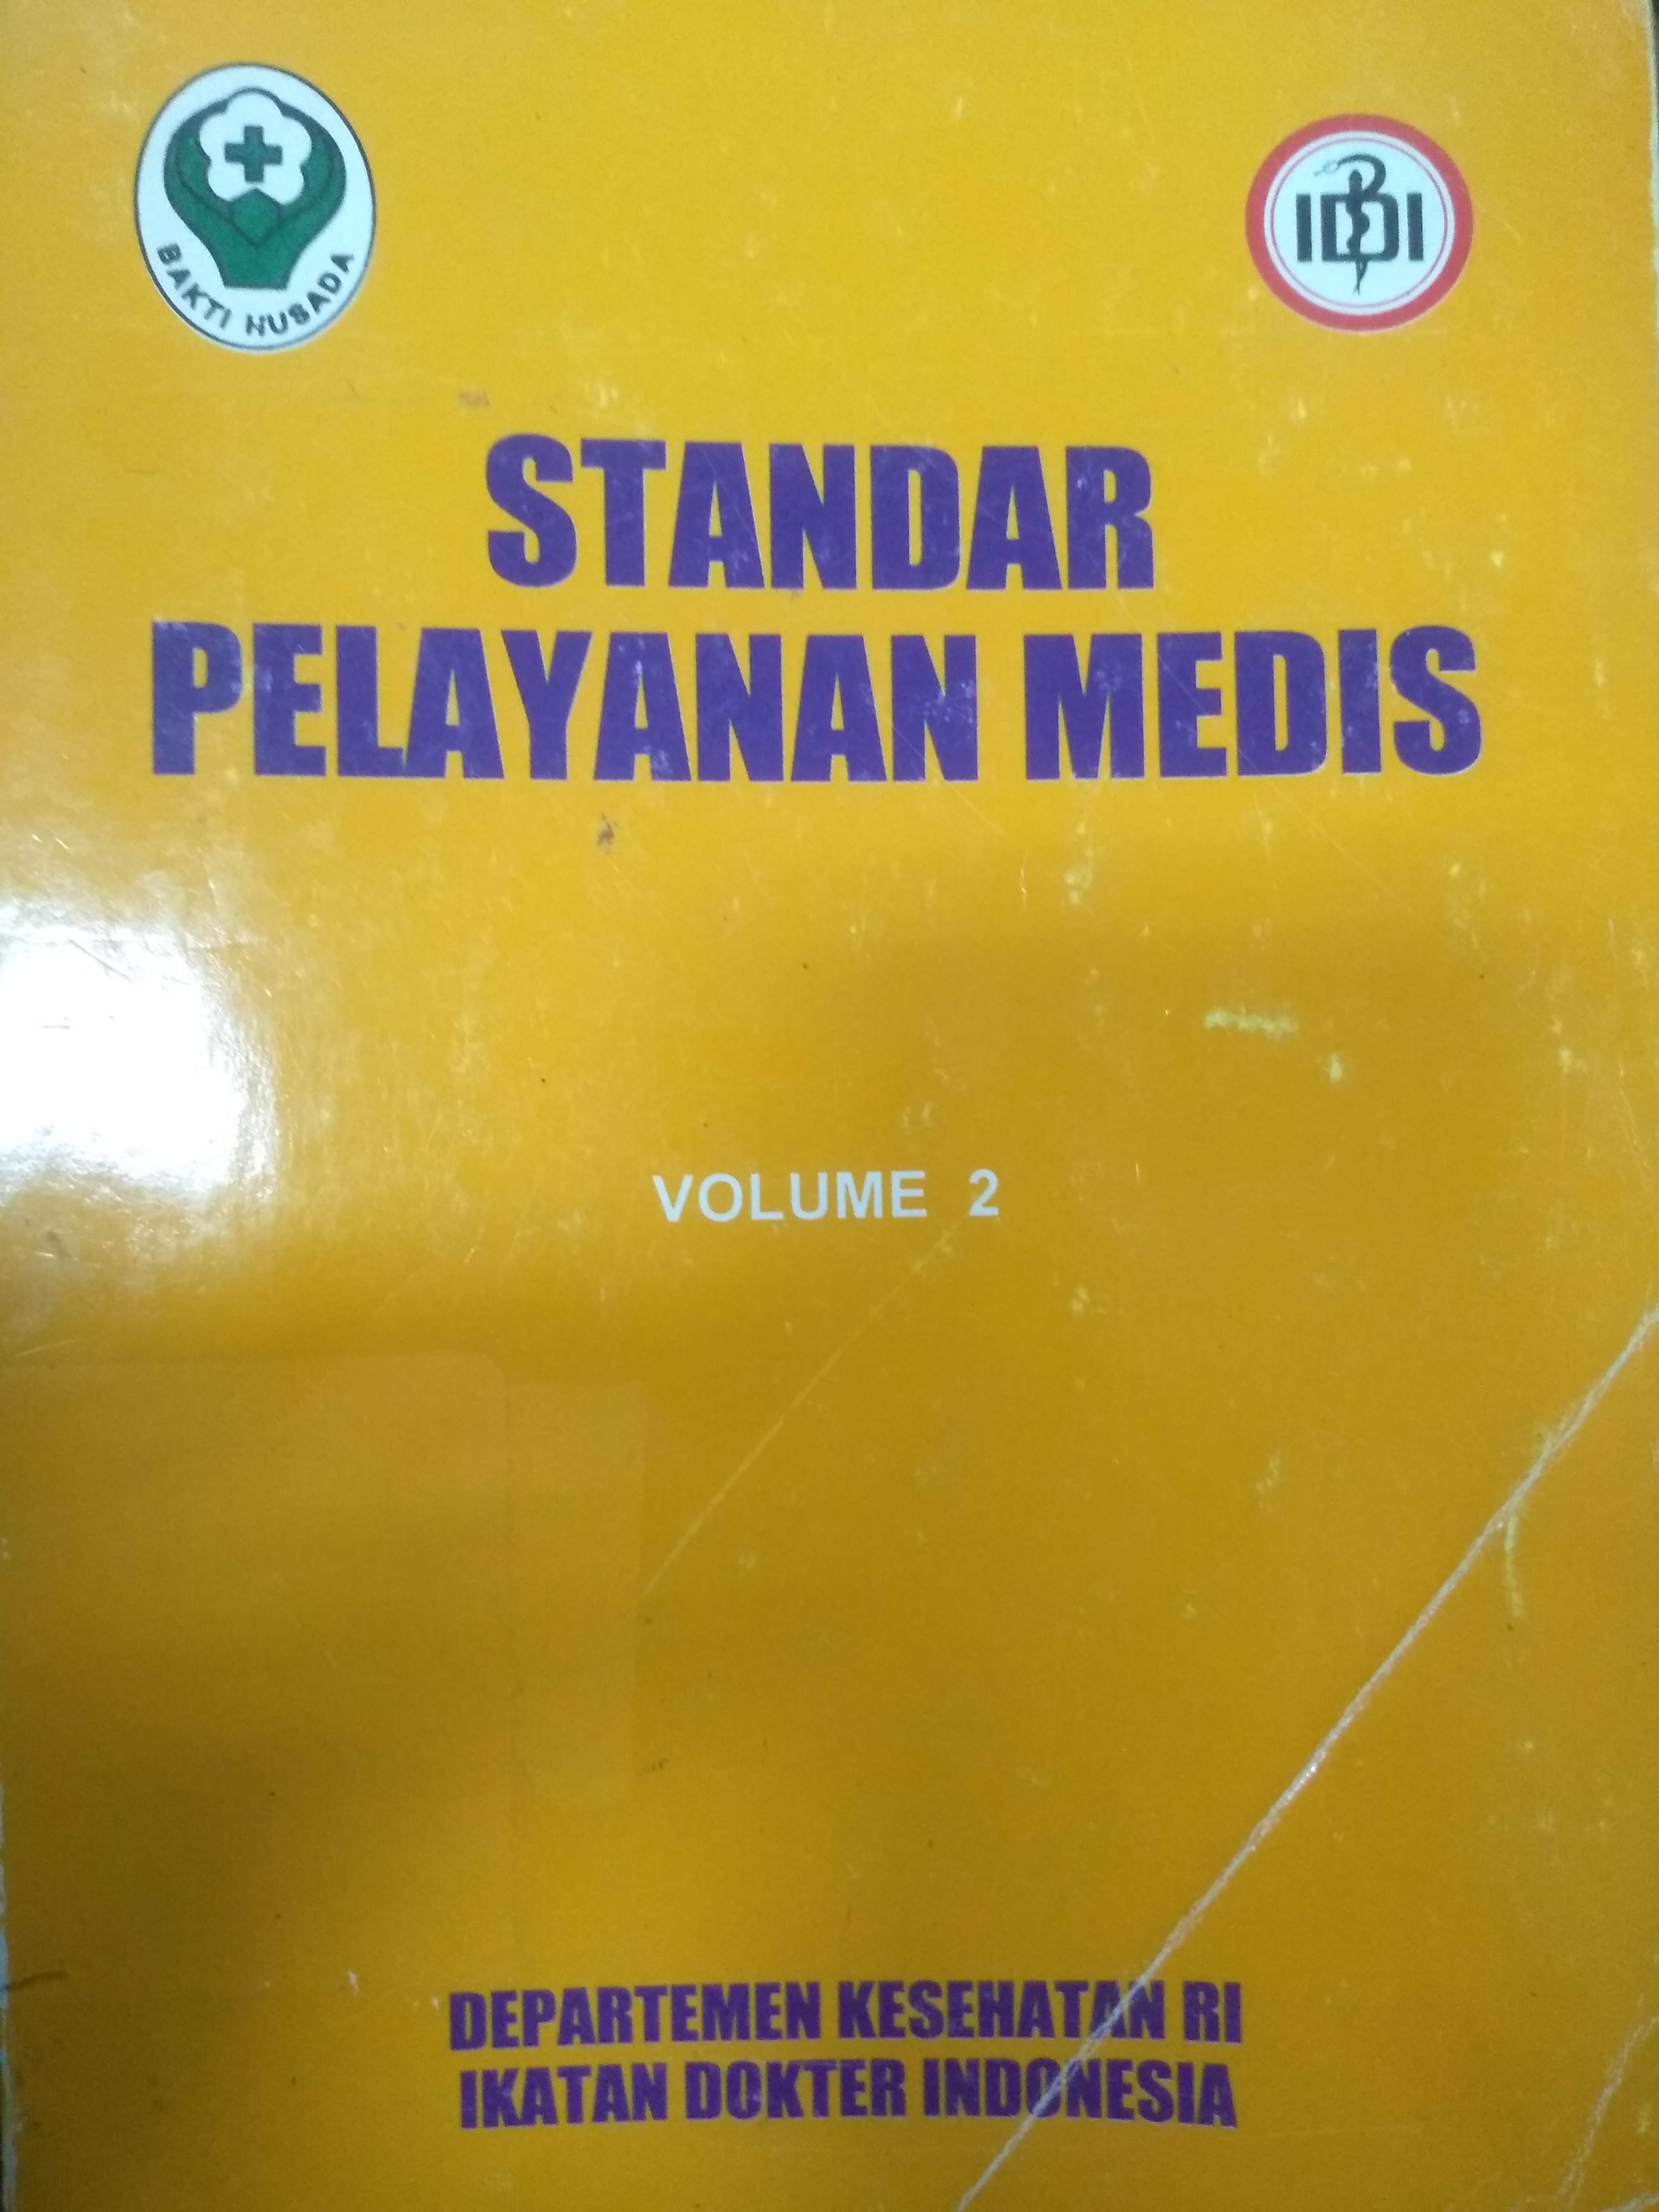 BAKTI HUSADA
IDI
STANDAR
PELAYANAN MEDIS
VOLUME 2
DEPARTEMEN KESEHATAN RI
IKATAN DOKTER INDONESIA